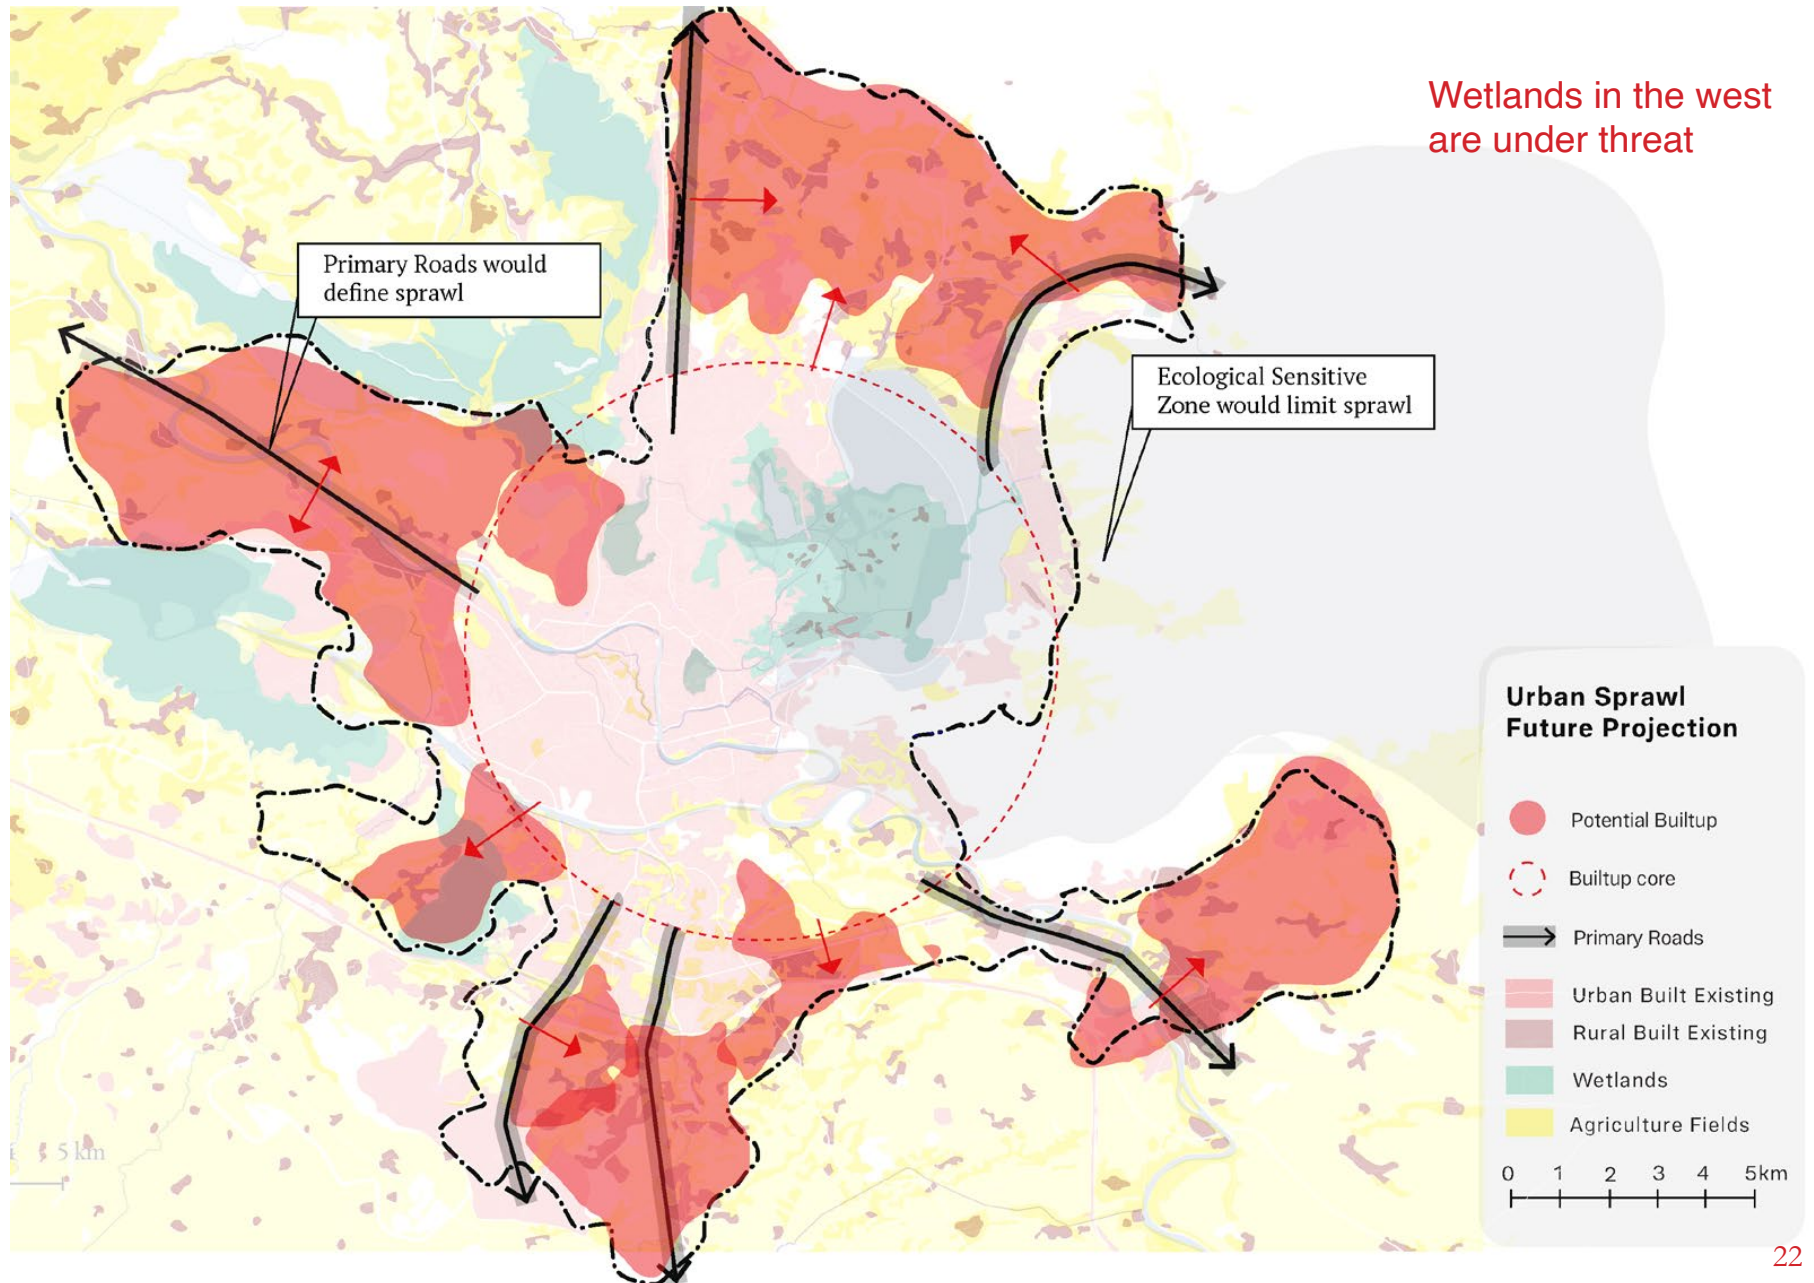 Wetlands in the west
are under threat
Primary Roads would
define sprawl
Ecological Sensitive
Zone would limit sprawl
Urban Sprawl
Future Projection
Potential Builtup
Builtup core
Primary Roads
Urban Built Existing
Rural Built Existing
Wetlands
Agriculture Fields
0 1 2 3 4 5km
5 km
22